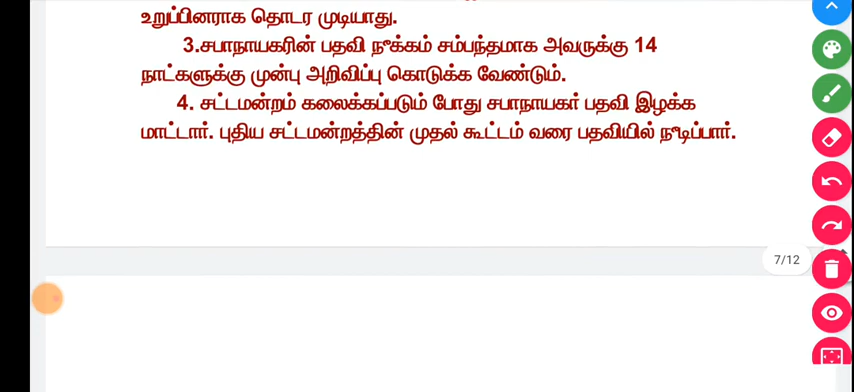 உறுப்பினராக தொடர முடியாது.
3.சபாநாயகரின் பதவி நீக்கம் சம்பந்தமாக அவருக்கு 14
நாட்களுக்கு முன்பு அறிவிப்பு கொடுக்க வேண்டும்.
4. சட்டமன்றம் கலைக்கப்படும் போது சபாநாயகர் பதவி இழக்க
மாட்டார். புதிய சட்டமன்றத்தின் முதல் கூட்டம் வரை பதவியில் நீடிப்பார்.
7/12